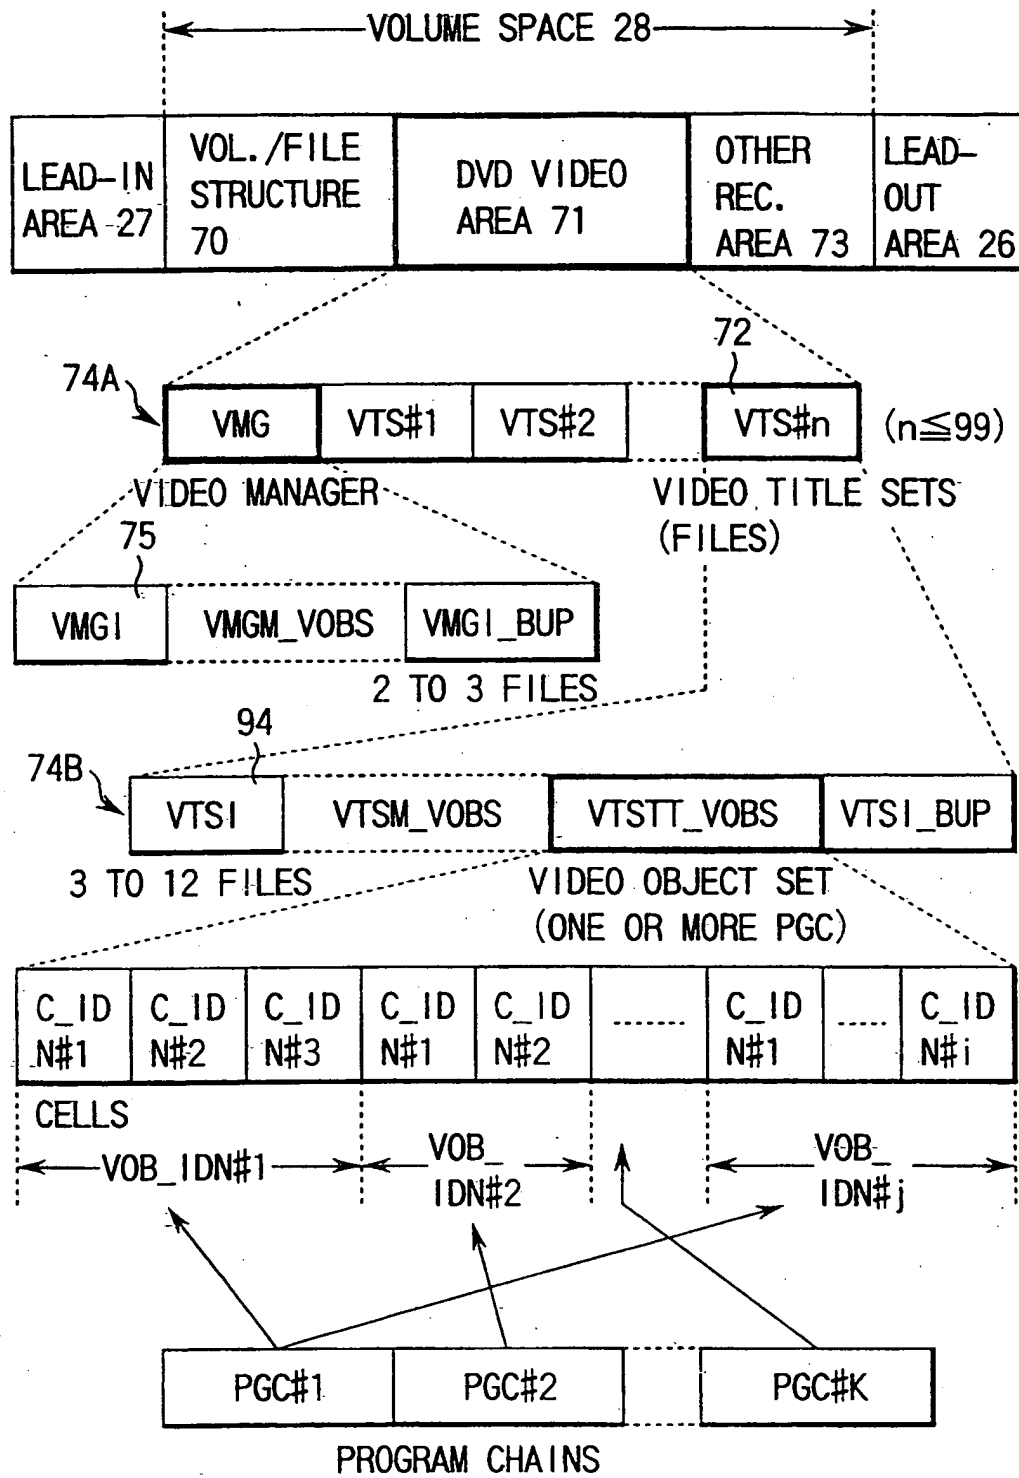 VOLUME SPACE 28
LEAD-IN
AREA 27
VOL./FILE
STRUCTURE
70
DVD VIDEO
AREA 71
OTHER
REC.
AREA 73
LEAD-
OUT
AREA 26
74A
72
VMG
VTS#1
VTS#2
VTS#n
(n≦99)
VIDEO MANAGER
VIDEO TITLE SETS
(FILES)
75
VMGI
VMGM_VOBS
VMGI_BUP
2 TO 3 FILES
94
74B
VTSI
VTSM_VOBS
VTSTT_VOBS
VTSI_BUP
3 TO 12 FILES
VIDEO OBJECT SET
(ONE OR MORE PGC)
C_ID
N#1
C_ID
N#2
C_ID
N#3
C_ID
N#1
C_ID
N#2
........
C_ID
N#1
.....
C_ID
N#i
CELLS
VOB_IDN#1
VOB_
IDN#2
VOB_
IDN#j
PGC#1
PGC#2
PGC#K
PROGRAM CHAINS